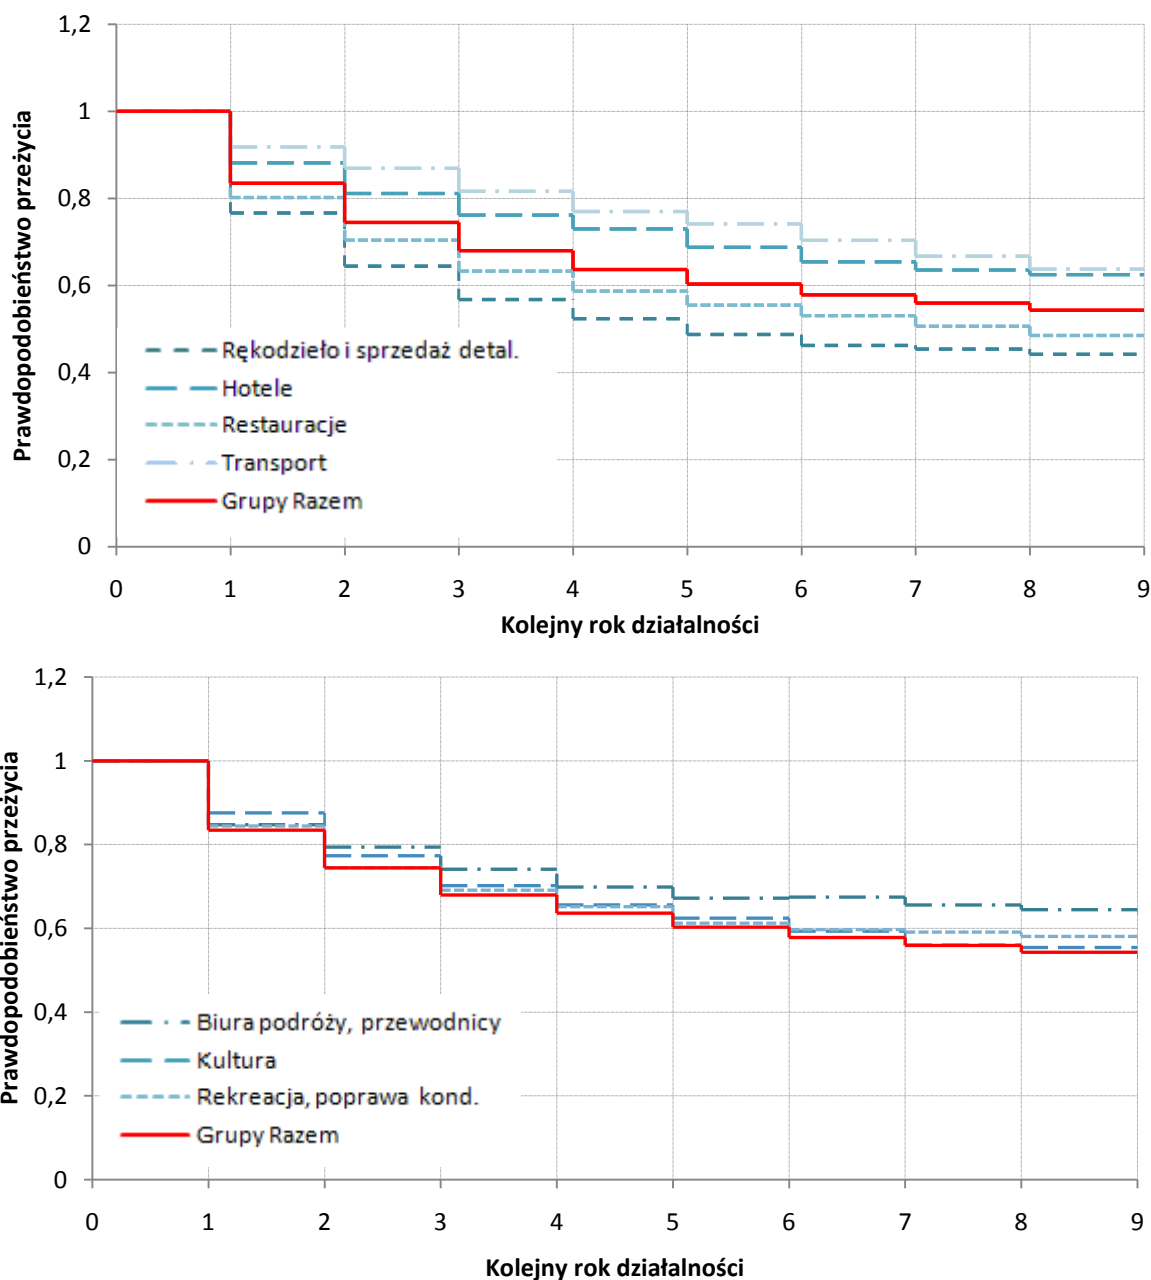 1,2
1
0,8
0,6
0,4
0,2
0
Prawdopodobieństwo przeżycia
Rękodzieło i sprzedaż detal.
Hotele
Restauracje
Transport
Grupy Razem
0 1 2 3 4 5 6 7 8 9
Kolejny rok działalności
1,2
1
0,8
0,6
0,4
0,2
0
Prawdopodobieństwo przeżycia
Biura podróży, przewodnicy
Kultura
Rekreacja, poprawa kond.
Grupy Razem
0 1 2 3 4 5 6 7 8 9
Kolejny rok działalności